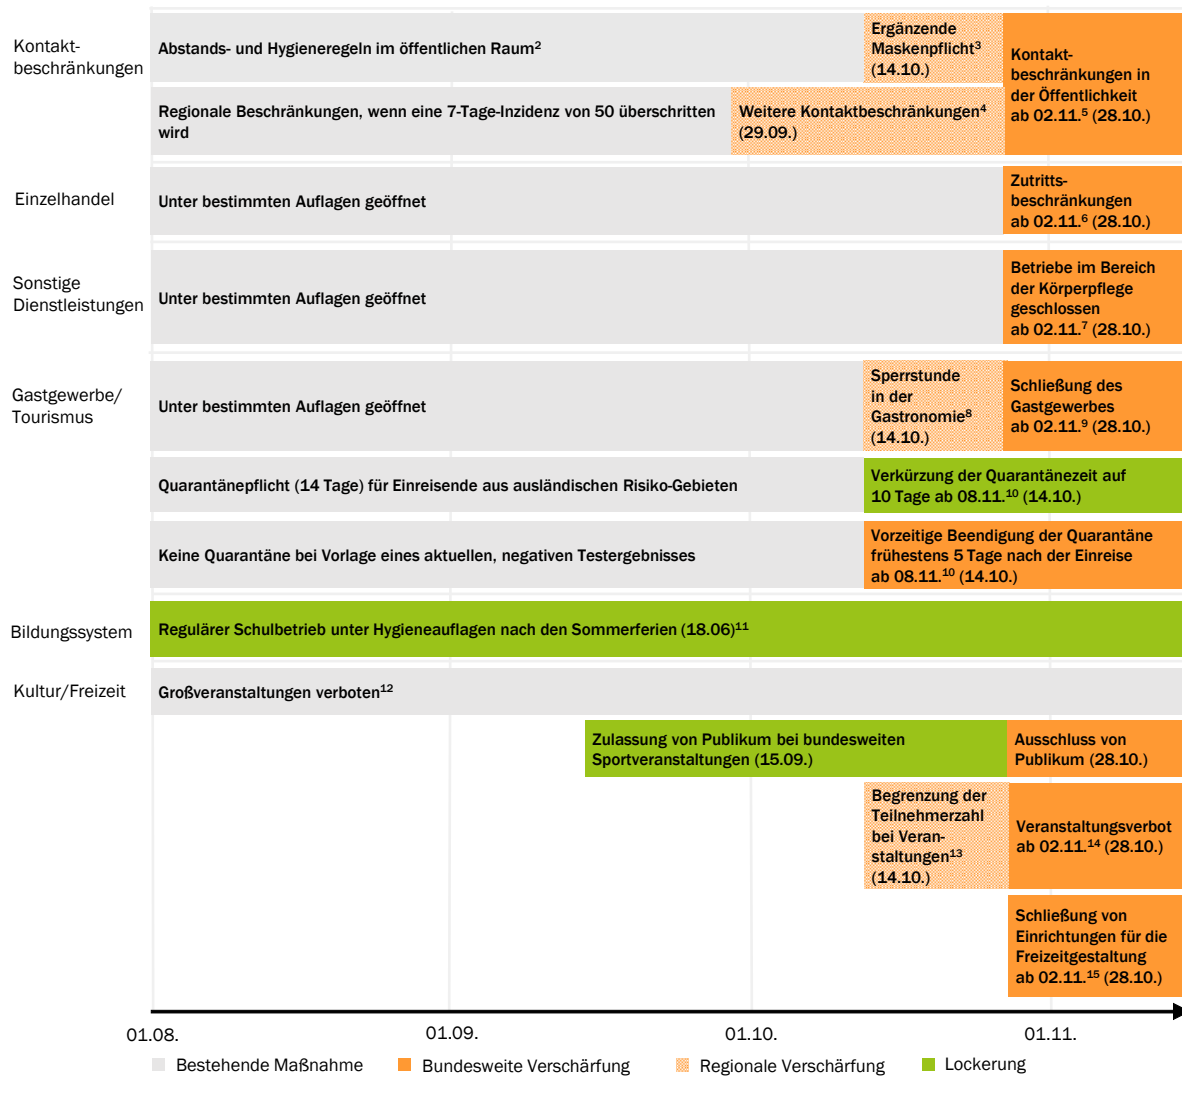 Kontakt-
beschränkungen
Abstands- und Hygieneregeln im öffentlichen Raum²
Ergänzende
Maskenpflicht³
(14.10.)
Kontakt-
beschränkungen in
der Öffentlichkeit
ab 02.11.⁵ (28.10.)
Regionale Beschränkungen, wenn eine 7-Tage-Inzidenz von 50 überschritten
wird
Weitere Kontaktbeschränkungen⁴
(29.09.)
Einzelhandel
Unter bestimmten Auflagen geöffnet
Zutritts-
beschränkungen
ab 02.11.⁶ (28.10.)
Sonstige
Dienstleistungen
Unter bestimmten Auflagen geöffnet
Betriebe im Bereich
der Körperpflege
geschlossen
ab 02.11.⁷ (28.10.)
Gastgewerbe/
Tourismus
Unter bestimmten Auflagen geöffnet
Sperrstunde
in der
Gastronomie⁸
(14.10.)
Schließung des
Gastgewerbes
ab 02.11.⁹ (28.10.)
Quarantänepflicht (14 Tage) für Einreisende aus ausländischen Risiko-Gebieten
Verkürzung der Quarantänezeit auf
10 Tage ab 08.11.¹⁰ (14.10.)
Keine Quarantäne bei Vorlage eines aktuellen, negativen Testergebnisses
Vorzeitige Beendigung der Quarantäne
frühestens 5 Tage nach der Einreise
ab 08.11.¹⁰ (14.10.)
Bildungssystem
Regulärer Schulbetrieb unter Hygieneauflagen nach den Sommerferien (18.06)¹¹
Kultur/Freizeit
Großveranstaltungen verboten¹²
Zulassung von Publikum bei bundesweiten
Sportveranstaltungen (15.09.)
Ausschluss von
Publikum (28.10.)
Begrenzung der
Teilnehmerzahl
bei Veran-
staltungen¹³
(14.10.)
Veranstaltungsverbot
ab 02.11.¹⁴ (28.10.)
Schließung von
Einrichtungen für die
Freizeitgestaltung
ab 02.11.¹⁵ (28.10.)
01.08.
01.09.
01.10.
01.11.
Bestehende Maßnahme
Bundesweite Verschärfung
Regionale Verschärfung
Lockerung